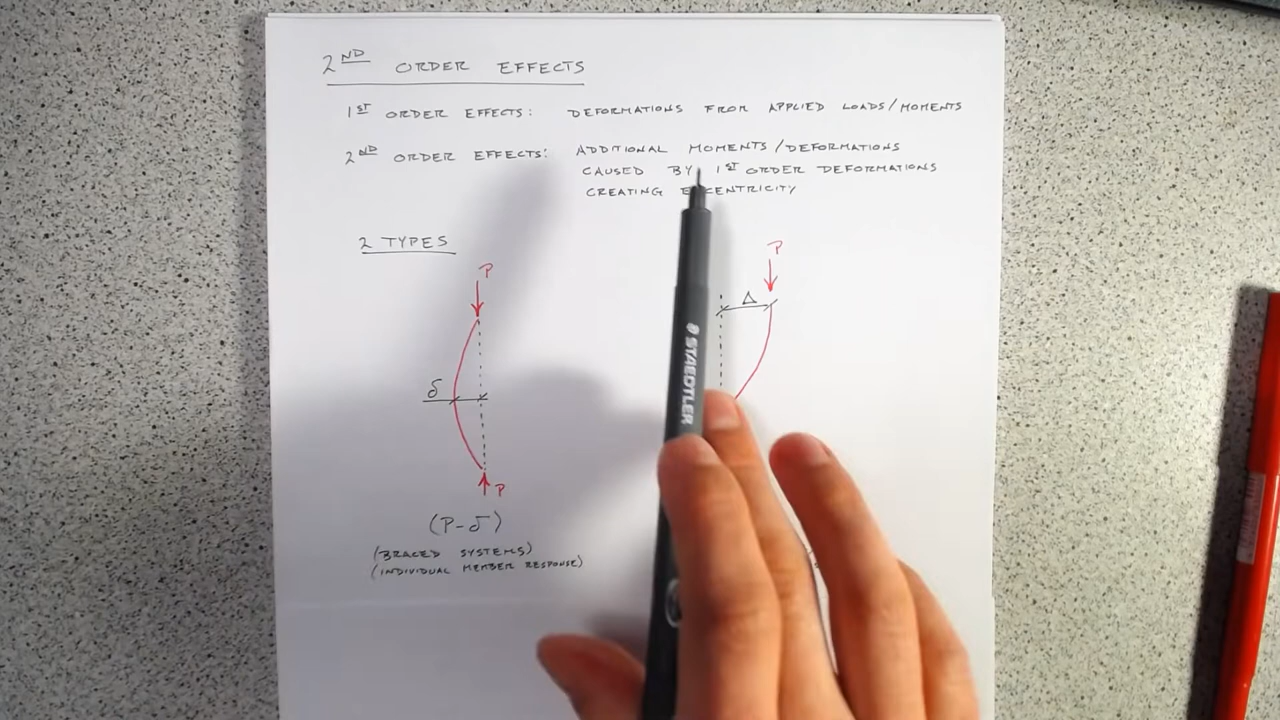 2ND ORDER EFFECTS
1ST ORDER EFFECTS: DEFORMATIONS FROM APPLIED LOADS/MOMENTS
2ND ORDER EFFECTS: ADDITIONAL MOMENTS/DEFORMATIONS
CAUSED BY 1ST ORDER DEFORMATIONS
CREATING ECCENTRICITY
2 TYPES
P
P
Δ
δ
P
(P-δ)
(BRACED SYSTEMS)
(INDIVIDUAL MEMBER RESPONSE)
STAEDTLER